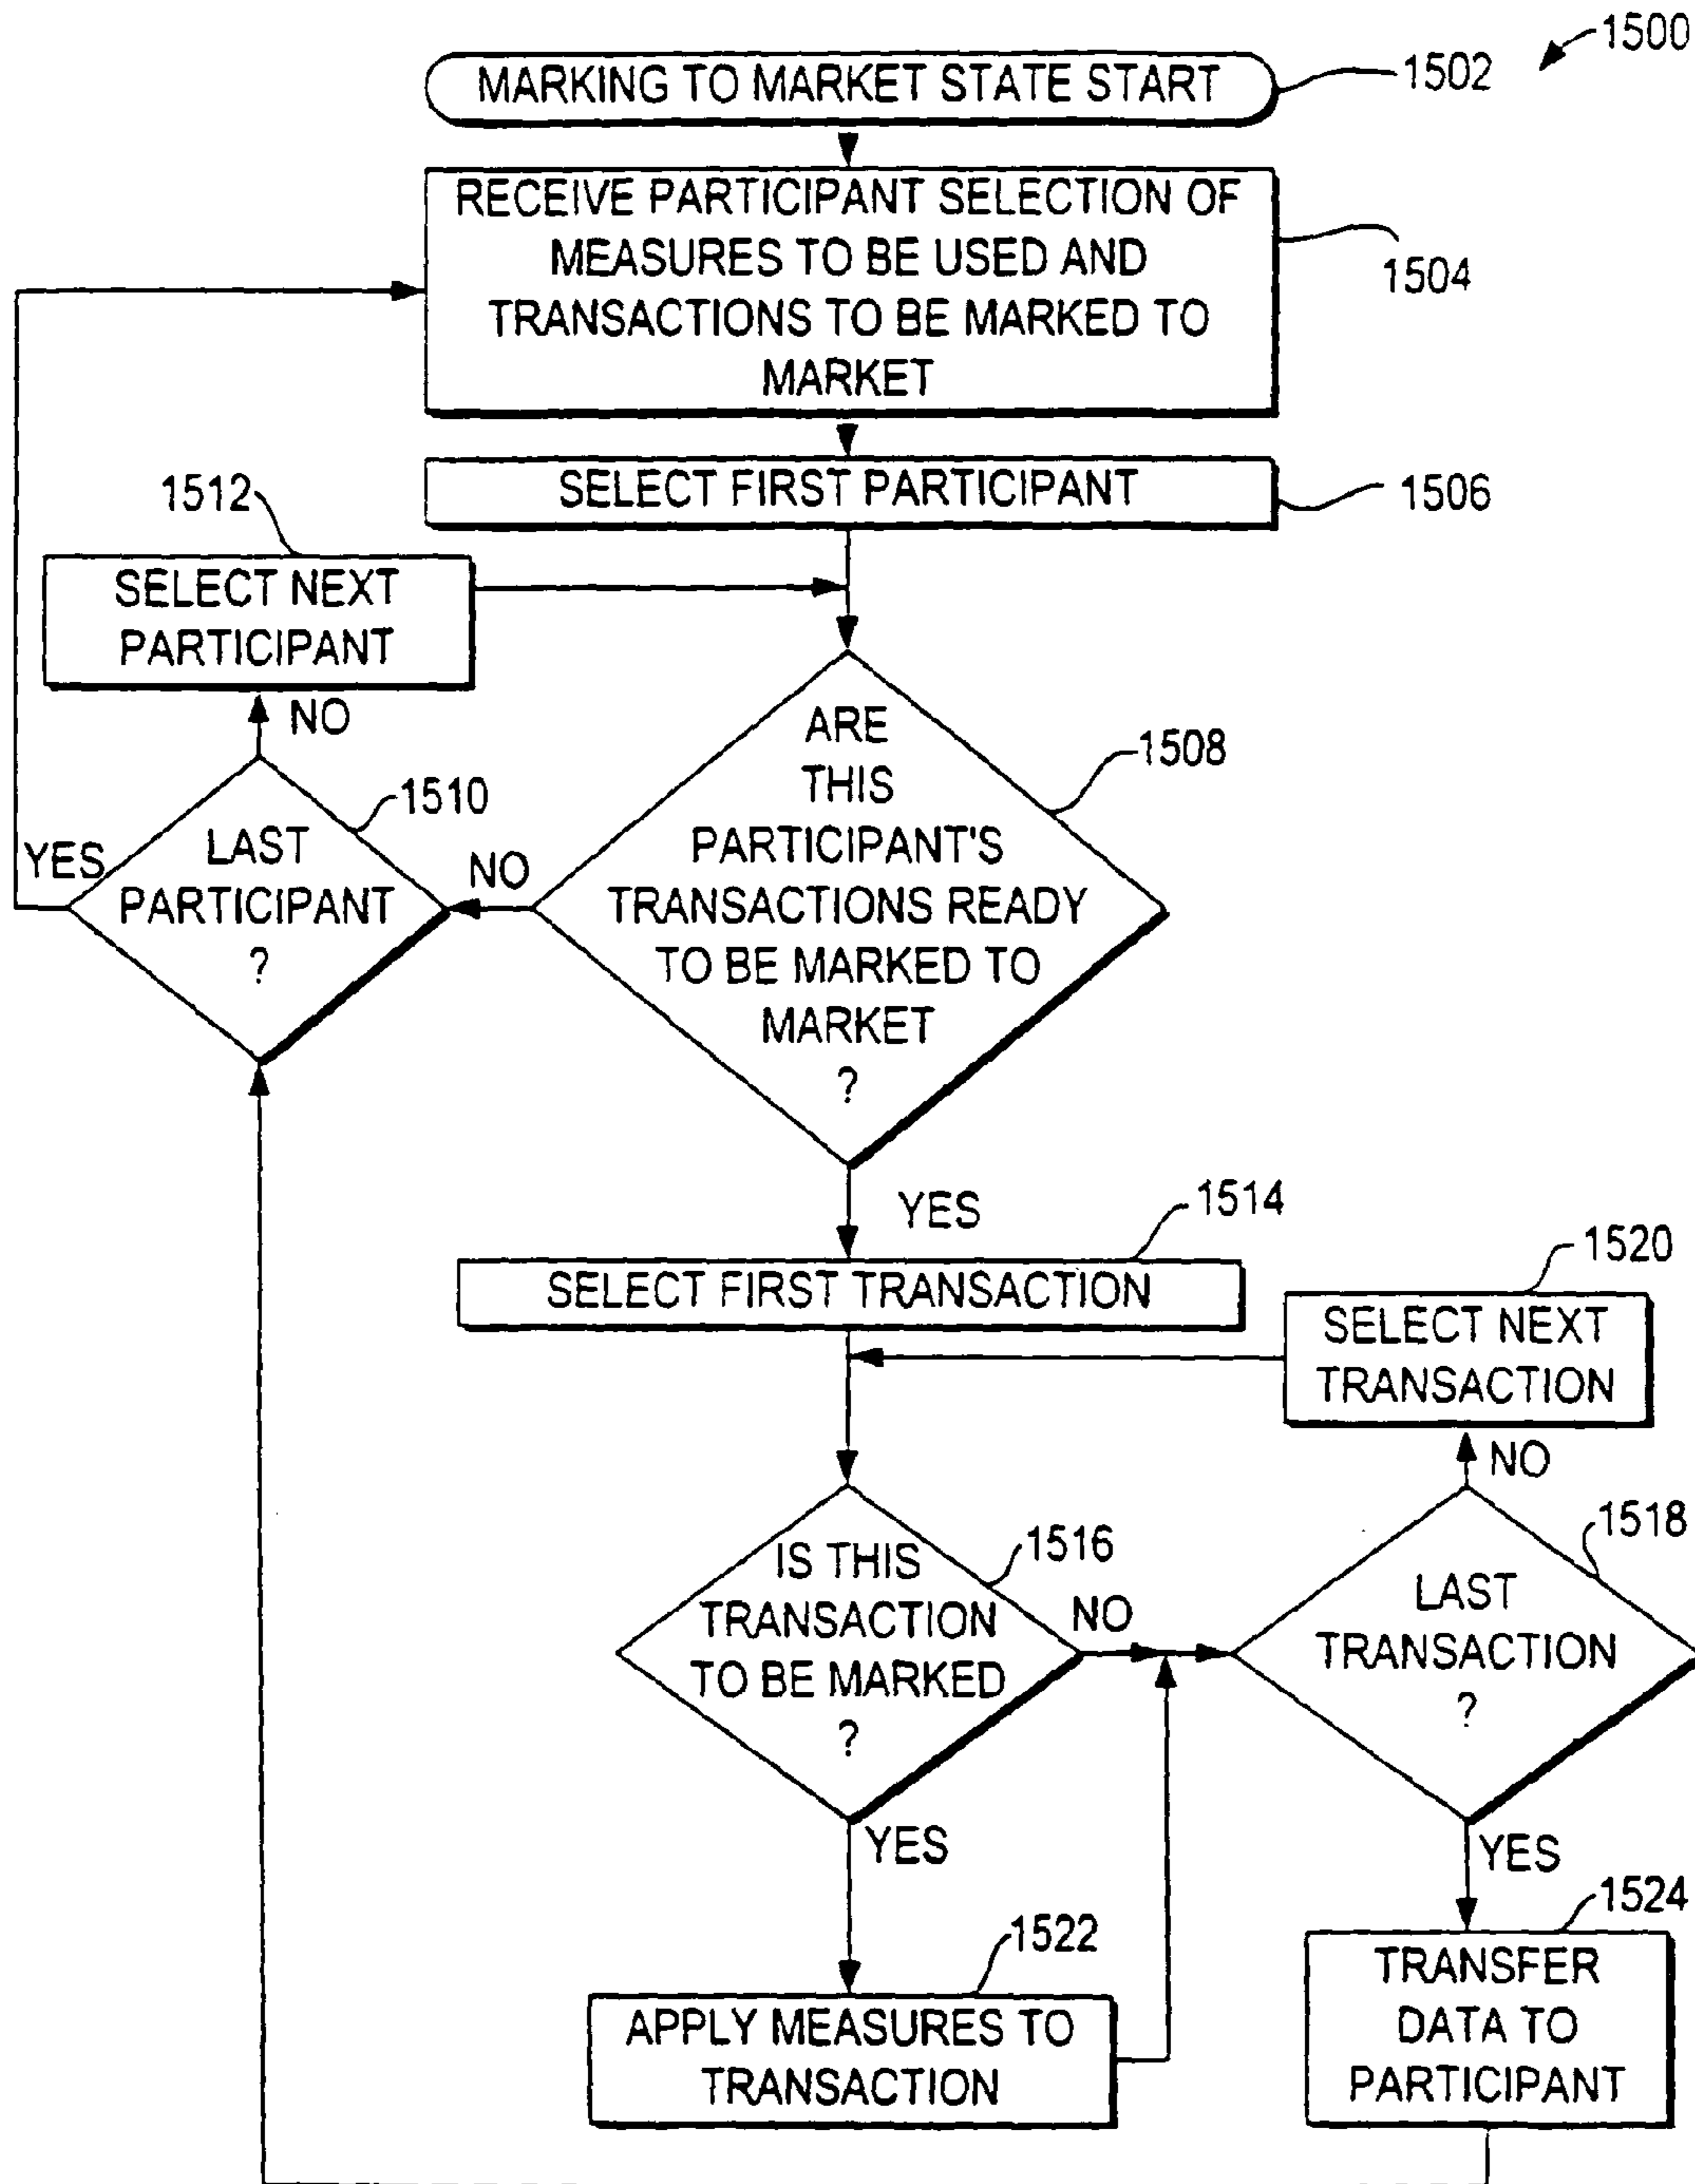 1500
MARKING TO MARKET STATE START
1502
RECEIVE PARTICIPANT SELECTION OF
MEASURES TO BE USED AND
TRANSACTIONS TO BE MARKED TO
MARKET
1504
SELECT FIRST PARTICIPANT
1506
1512
SELECT NEXT
PARTICIPANT
NO
ARE
THIS
PARTICIPANT'S
TRANSACTIONS READY
TO BE MARKED TO
MARKET
?
1508
1510
LAST
PARTICIPANT
?
YES
NO
YES
1514
SELECT FIRST TRANSACTION
1520
SELECT NEXT
TRANSACTION
NO
IS THIS
TRANSACTION
TO BE MARKED
?
1516
NO
1518
LAST
TRANSACTION
?
YES
YES
1522
APPLY MEASURES TO
TRANSACTION
1524
TRANSFER
DATA TO
PARTICIPANT